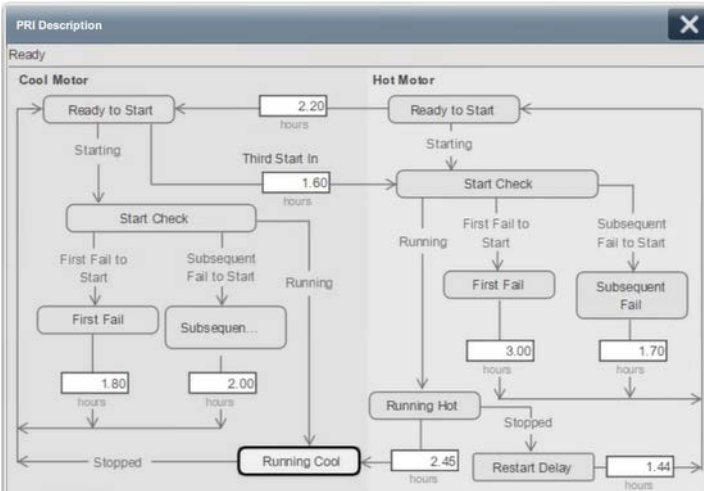 PRI Description
Ready
Cool Motor
Hot Motor
Ready to Start
2.20
hours
Ready to Start
Starting
Third Start In
1.60
hours
Starting
Start Check
Start Check
First Fail to
Start
Subsequent
Fail to Start
Running
Running
First Fail to
Start
Subsequent
Fail to Start
First Fail
Subsequen...
First Fail
Subsequent
Fail
1.80
hours
2.00
hours
3.00
hours
1.70
hours
Running Hot
Stopped
Stopped
Running Cool
2.45
hours
Restart Delay
1.44
hours